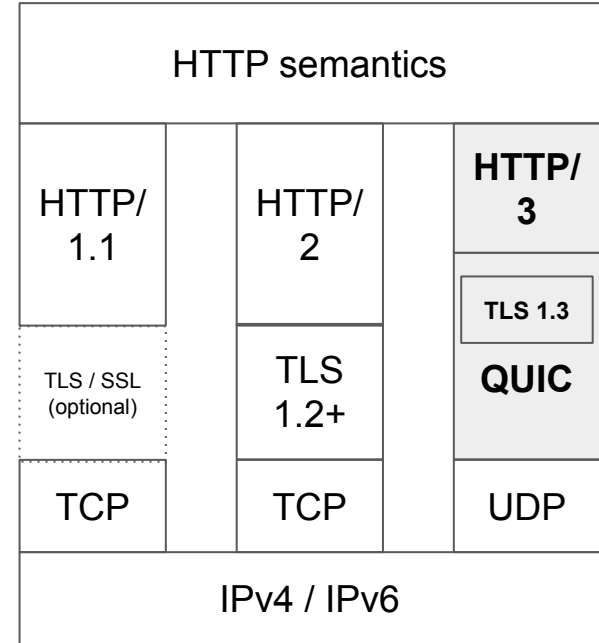 HTTP semantics
HTTP/
1.1
TLS / SSL
(optional)
TCP
HTTP/
2
TLS
1.2+
TCP
HTTP/
3
TLS 1.3
QUIC
UDP
IPv4 / IPv6